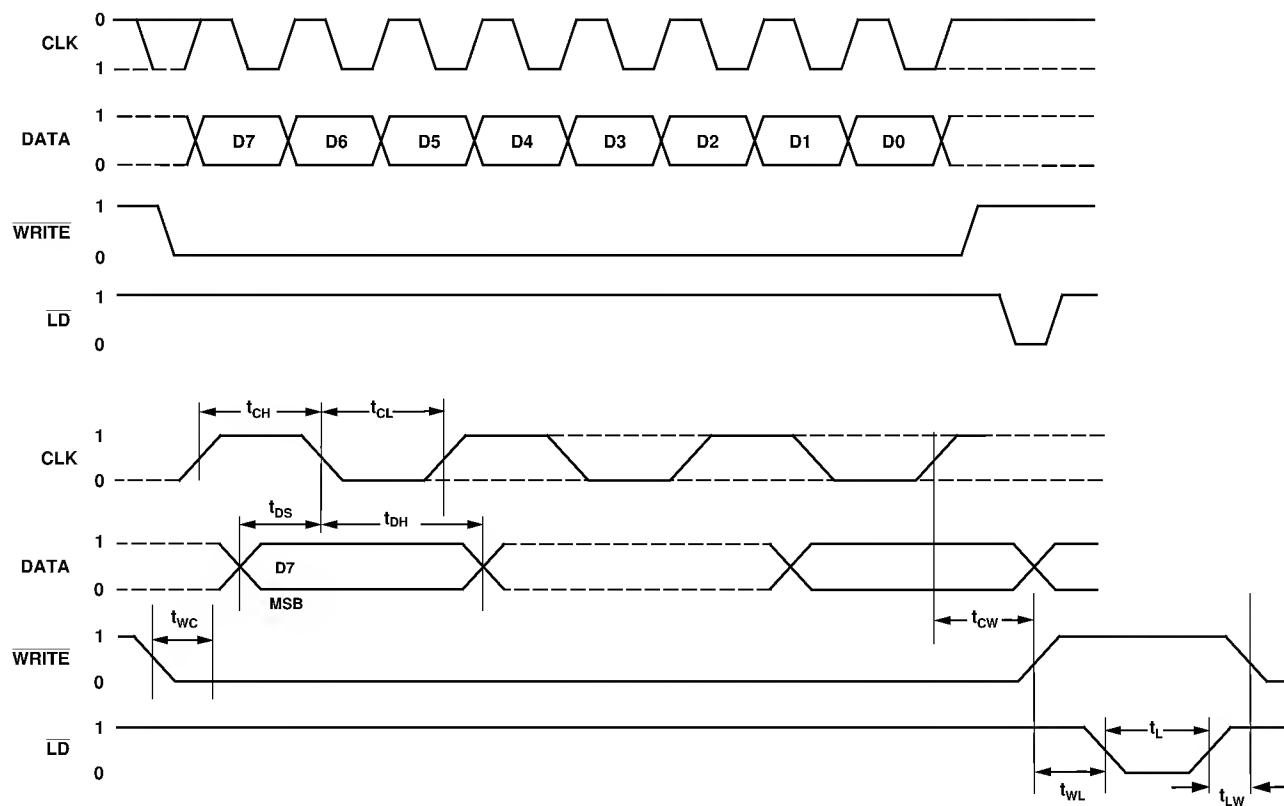 0
CLK
1
1
DATA
D7 D6 D5 D4 D3 D2 D1 D0
0
1
WRITE
0
1
LD
0
tCH tCL
1
CLK
0
tDS tDH
DATA
1
D7
0
MSB
tWC tCW
1
WRITE
0
1
LD
tL
0
tWL tLW